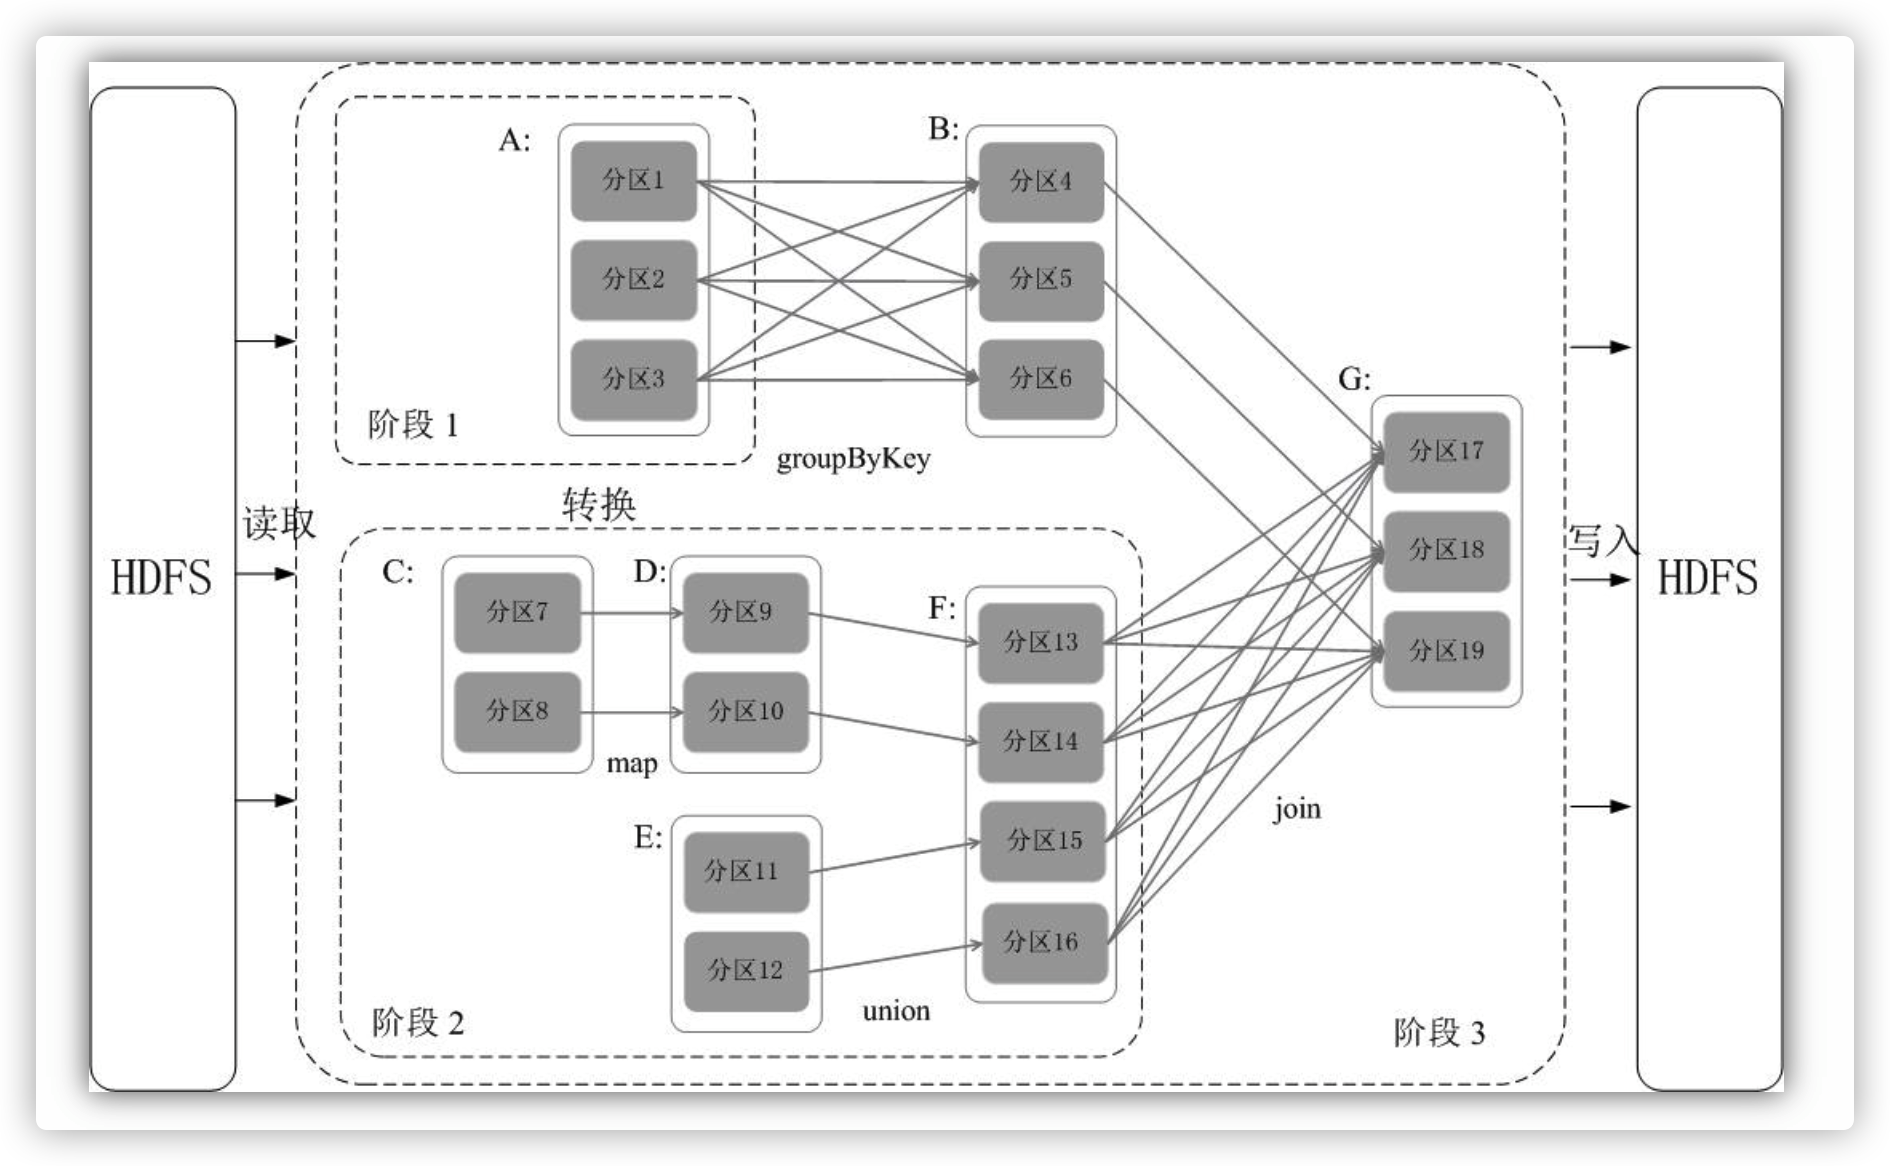 HDFS
读取
A:
分区1
分区2
分区3
阶段 1
groupByKey
B:
分区4
分区5
分区6
转换
C:
分区7
分区8
map
D:
分区9
分区10
E:
分区11
分区12
union
F:
分区13
分区14
分区15
分区16
阶段 2
join
G:
分区17
分区18
分区19
阶段 3
写入
HDFS